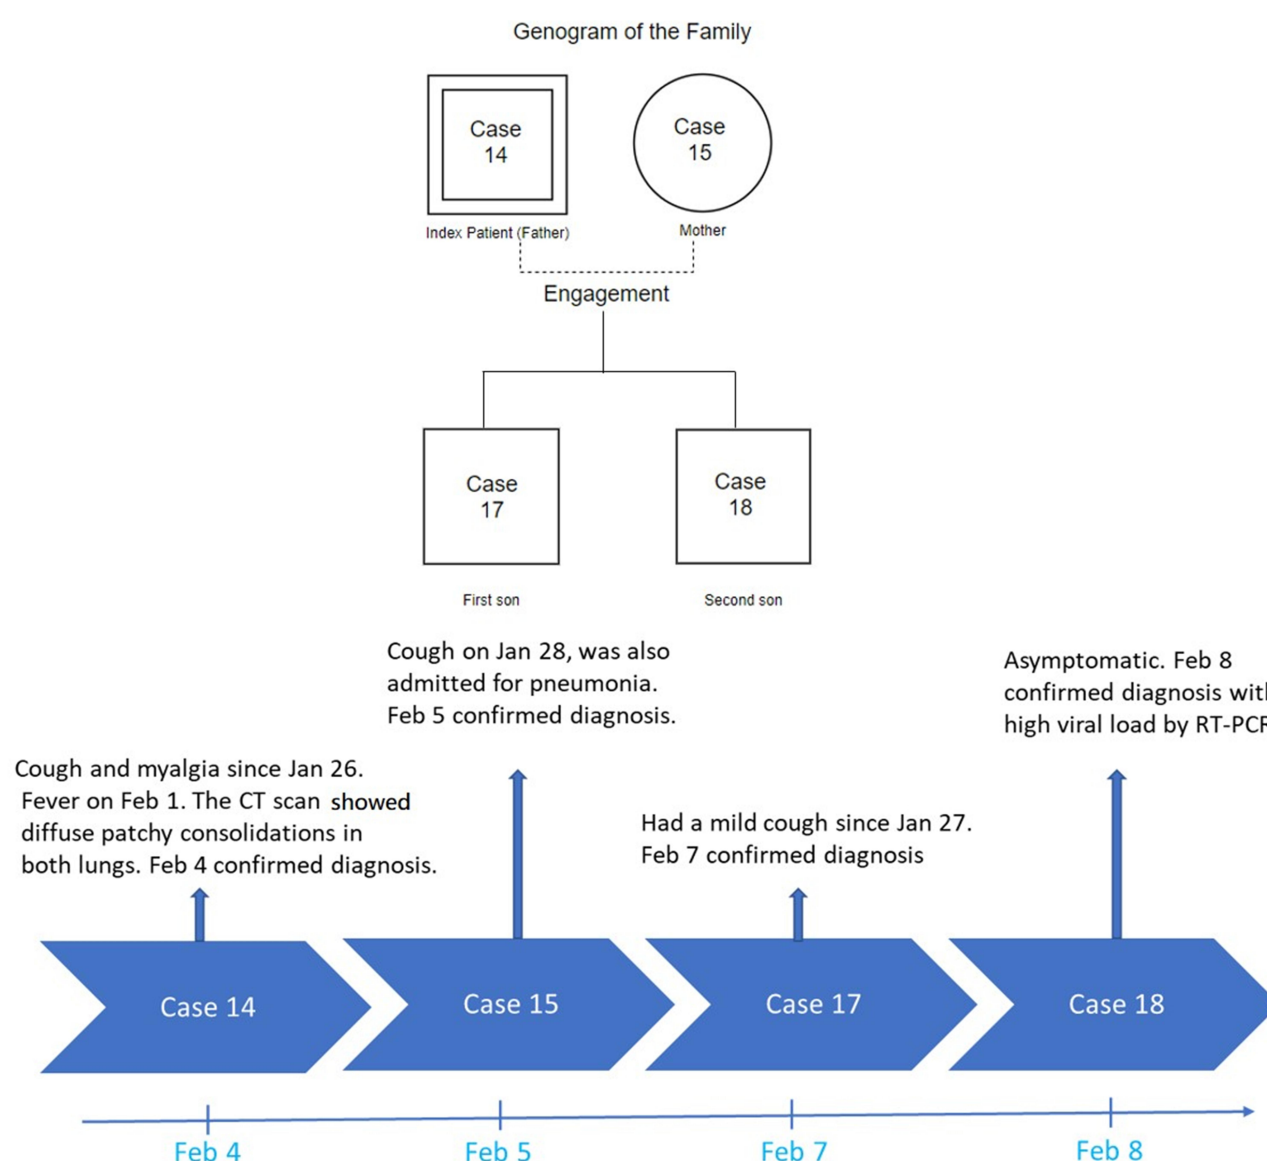 Genogram of the Family
Case
14
Case
15
Index Patient (Father)
Mother
Engagement
Case
17
Case
18
First son
Second son
Cough on Jan 28, was also
admitted for pneumonia.
Feb 5 confirmed diagnosis.
Asymptomatic. Feb 8
confirmed diagnosis with
high viral load by RT-PCR
Cough and myalgia since Jan 26.
Fever on Feb 1. The CT scan showed
diffuse patchy consolidations in
both lungs. Feb 4 confirmed diagnosis.
Had a mild cough since Jan 27.
Feb 7 confirmed diagnosis
Case 14
Case 15
Case 17
Case 18
Feb 4
Feb 5
Feb 7
Feb 8